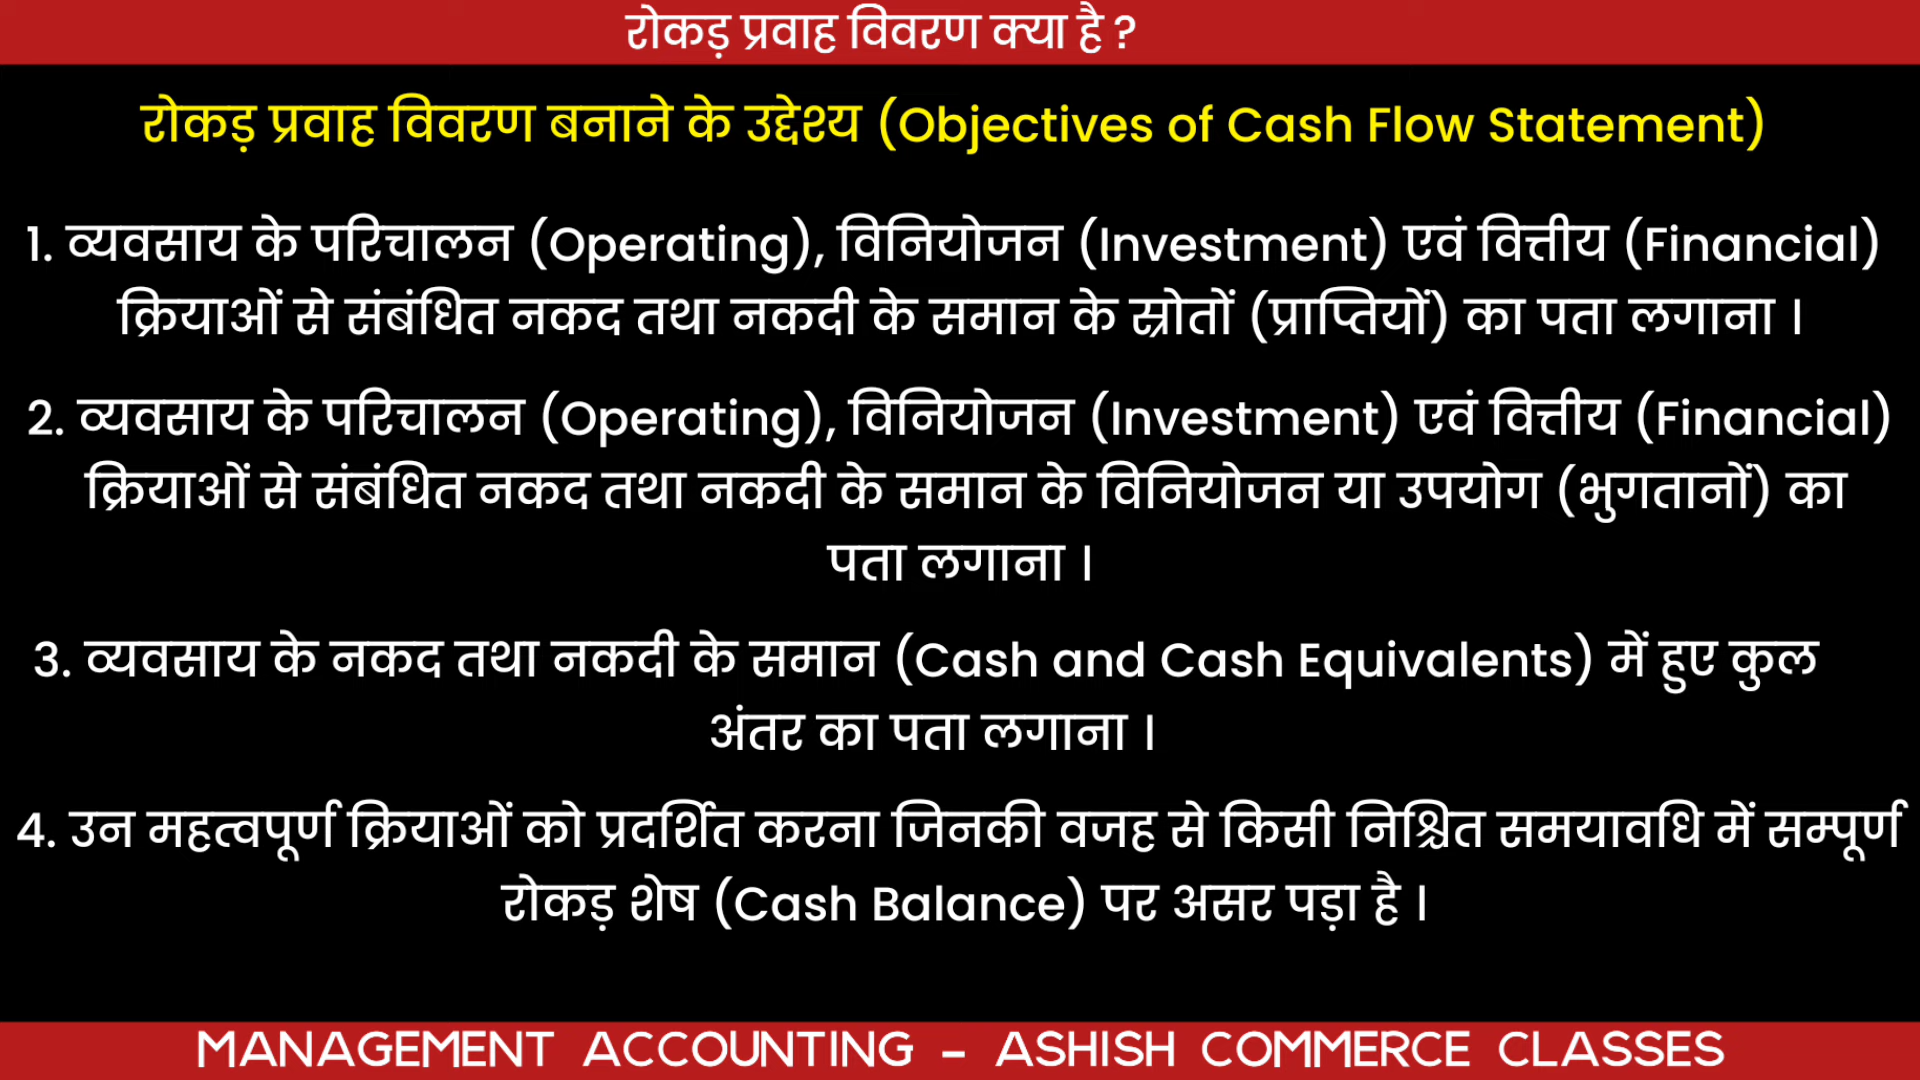 रोकड़ प्रवाह विवरण क्या है ?
रोकड़ प्रवाह विवरण बनाने के उद्देश्य (Objectives of Cash Flow Statement)
1. व्यवसाय के परिचालन (Operating), विनियोजन (Investment) एवं वित्तीय (Financial)
क्रियाओं से संबंधित नकद तथा नकदी के समान के स्रोतों (प्राप्तियों) का पता लगाना ।
2. व्यवसाय के परिचालन (Operating), विनियोजन (Investment) एवं वित्तीय (Financial)
क्रियाओं से संबंधित नकद तथा नकदी के समान के विनियोजन या उपयोग (भुगतानों) का
पता लगाना ।
3. व्यवसाय के नकद तथा नकदी के समान (Cash and Cash Equivalents) में हुए कुल
अंतर का पता लगाना ।
4. उन महत्वपूर्ण क्रियाओं को प्रदर्शित करना जिनकी वजह से किसी निश्चित समयावधि में सम्पूर्ण
रोकड़ शेष (Cash Balance) पर असर पड़ा है ।
MANAGEMENT ACCOUNTING - ASHISH COMMERCE CLASSES